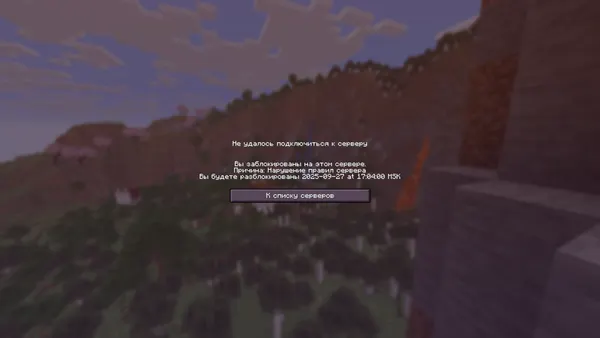 Не удалось подключиться к серверу
Вы заблокированы на этом сервере.
Причина: Нарушение правил сервера
Вы будете разблокированы 2025-09-27 at 17:04:00 MSK
К списку серверов